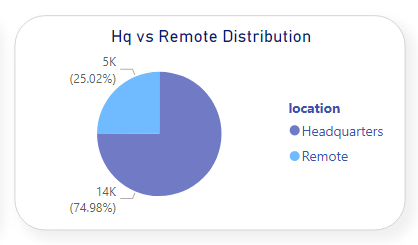 Hq vs Remote Distribution
5K
(25.02%)
location
Headquarters
Remote
14K
(74.98%)